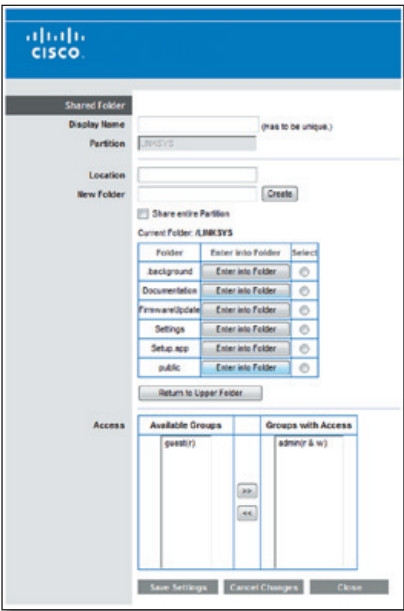 CISCO
Shared Folder
Display Name (Has to be unique.)
Partition LINKSYS
Location
New Folder Create
Share entire Partition
Current Folder: /LINKSYS
Folder Enter into Folder Select
.background Enter into Folder
Documentation Enter into Folder
FirmwareUpdate Enter into Folder
Settings Enter into Folder
Setup.app Enter into Folder
public Enter into Folder
Return to Upper Folder
Access Available Groups Groups with Access
guest(r) admin(r & w)
>>
<<
Save Settings Cancel Changes Close